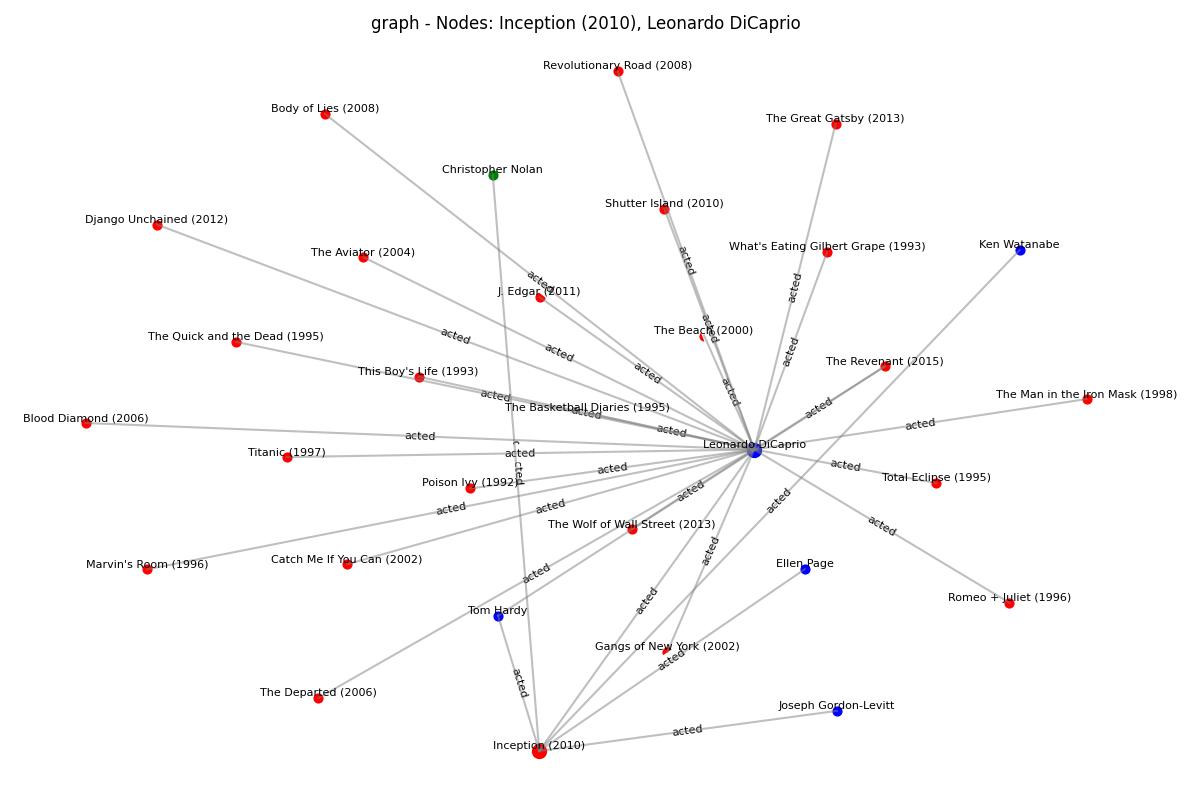 graph - Nodes: Inception (2010), Leonardo DiCaprio
Revolutionary Road (2008)
Body of Lies (2008)
The Great Gatsby (2013)
Christopher Nolan
Shutter Island (2010)
Django Unchained (2012)
What's Eating Gilbert Grape (1993)
Ken Watanabe
The Aviator (2004)
acted
acted
acted
J. Edgar (2011)
acted
The Beach (2000)
The Quick and the Dead (1995)
acted
acted
acted
The Revenant (2015)
This Boy's Life (1993)
acted
acted
acted
The Man in the Iron Mask (1998)
The Basketball Diaries (1995)
acted
acted
Blood Diamond (2006)
acted
acted
acted
Leonardo DiCaprio
Titanic (1997)
acted
acted
acted
Total Eclipse (1995)
Poison Ivy (1992)
acted
acted
acted
acted
The Wolf of Wall Street (2013)
acted
acted
Marvin's Room (1996)
Catch Me If You Can (2002)
Ellen Page
acted
Romeo + Juliet (1996)
acted
Tom Hardy
Gangs of New York (2002)
acted
acted
The Departed (2006)
Joseph Gordon-Levitt
acted
Inception (2010)